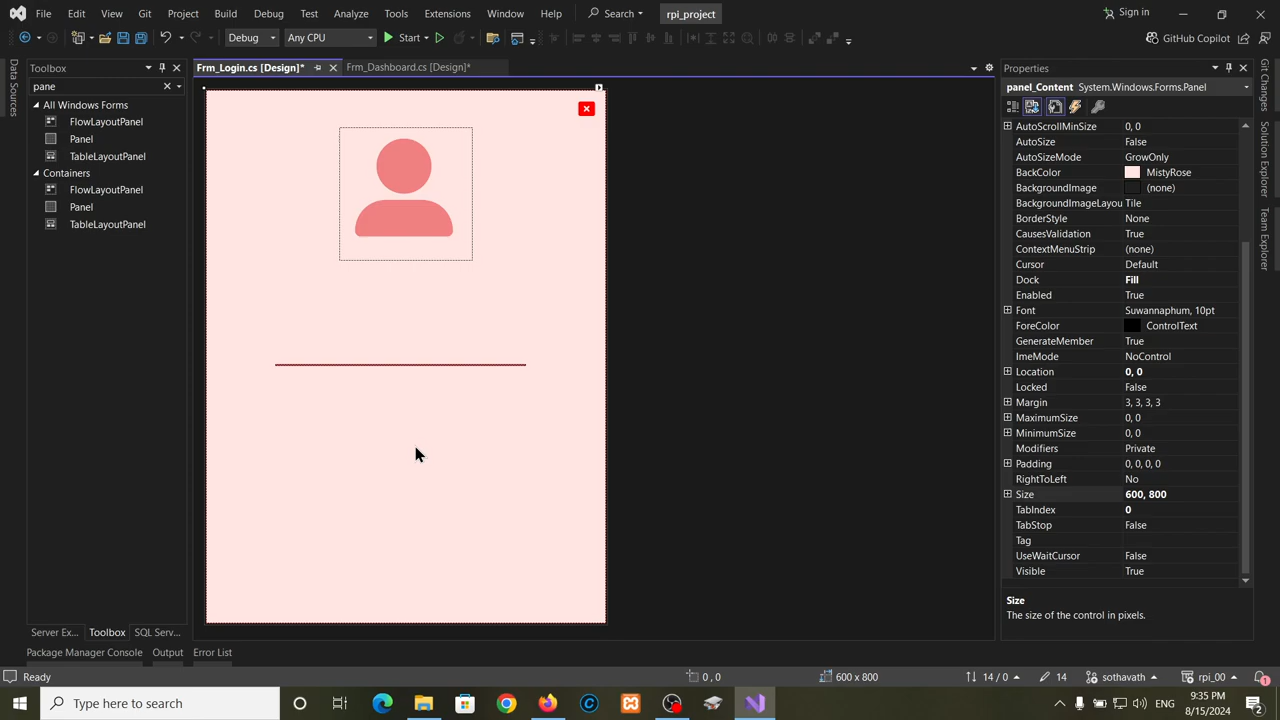 File Edit View Git Project Build Debug Test Analyze Tools Extensions Window Help Search rpi_project Sign in
Debug Any CPU Start GitHub Copilot
Toolbox
pane
All Windows Forms
FlowLayoutPanel
Panel
TableLayoutPanel
Containers
FlowLayoutPanel
Panel
TableLayoutPanel
Data Sources
Server Ex... Toolbox SQL Serv...
Frm_Login.cs [Design]* Frm_Dashboard.cs [Design]*
Properties
panel_Content System.Windows.Forms.Panel
AutoScrollMinSize 0, 0
AutoSize False
AutoSizeMode GrowOnly
BackColor MistyRose
BackgroundImage (none)
BackgroundImageLayou Tile
BorderStyle None
CausesValidation True
ContextMenuStrip (none)
Cursor Default
Dock Fill
Enabled True
Font Suwannaphum, 10pt
ForeColor ControlText
GenerateMember True
ImeMode NoControl
Location 0, 0
Locked False
Margin 3, 3, 3, 3
MaximumSize 0, 0
MinimumSize 0, 0
Modifiers Private
Padding 0, 0, 0, 0
RightToLeft No
Size 600, 800
TabIndex 0
TabStop False
Tag
UseWaitCursor False
Visible True
Size
The size of the control in pixels.
Git Changes
Solution Explorer
Team Explorer
Package Manager Console Output Error List
Ready 0 , 0 600 x 800 14 / 0 14 sothavath rpi_00 1
Type here to search
ENG 9:35 PM
8/15/2024 2